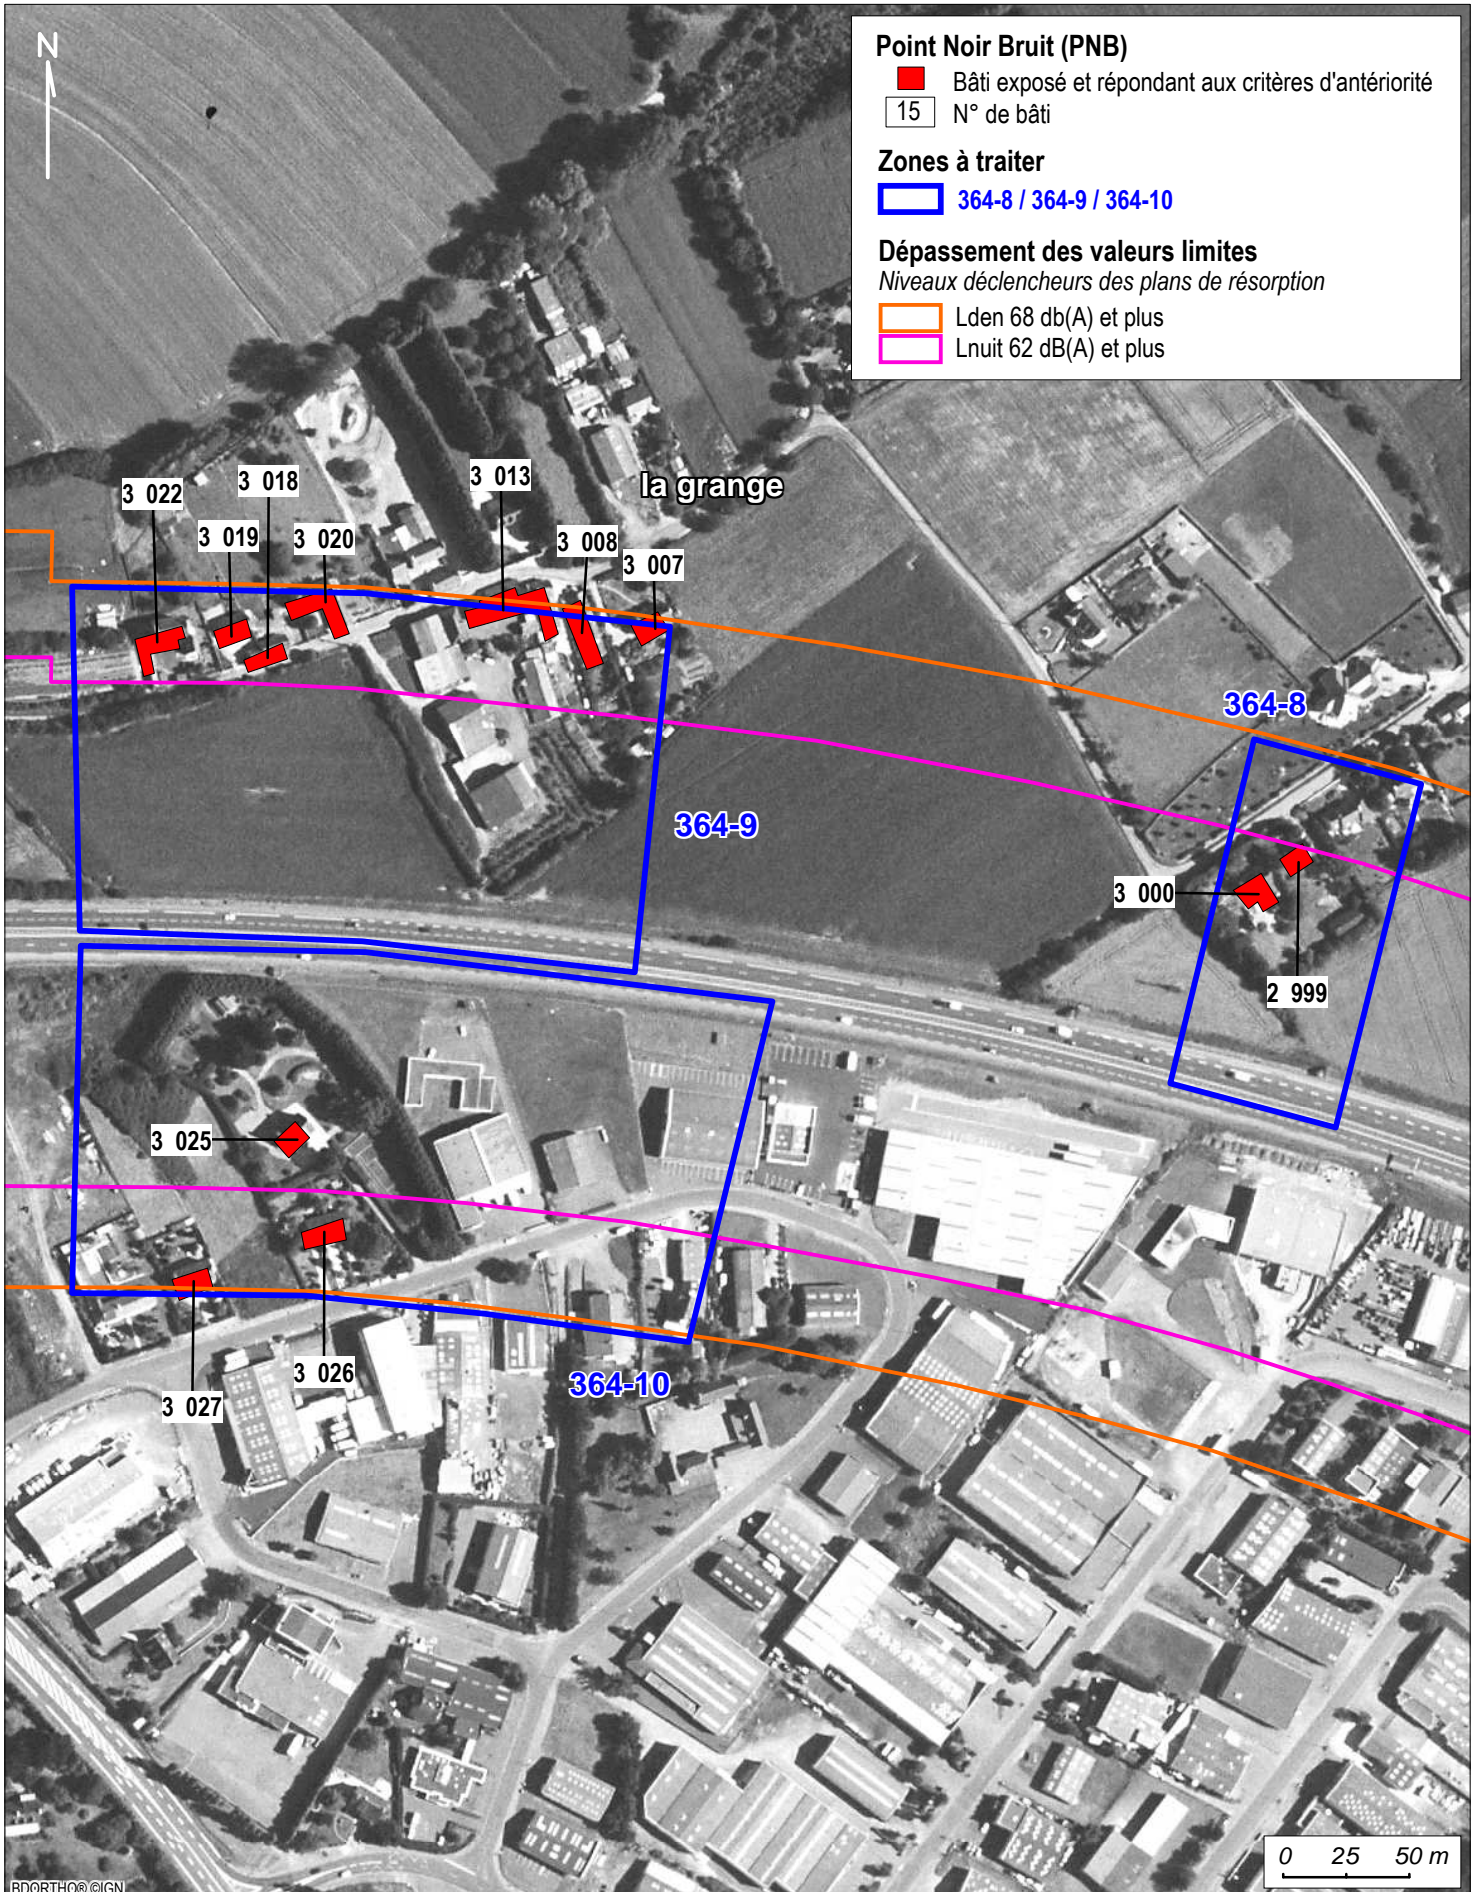 N
Point Noir Bruit (PNB)
Bâti exposé et répondant aux critères d'antériorité
15 N° de bâti
Zones à traiter
364-8 / 364-9 / 364-10
Dépassement des valeurs limites
Niveaux déclencheurs des plans de résorption
Lden 68 db(A) et plus
Lnuit 62 dB(A) et plus
3 022
3 018
3 013
la grange
3 019
3 020
3 008
3 007
364-8
364-9
3 000
2 999
3 025
3 026
364-10
3 027
0 25 50 m
BDORTHO® ©IGN